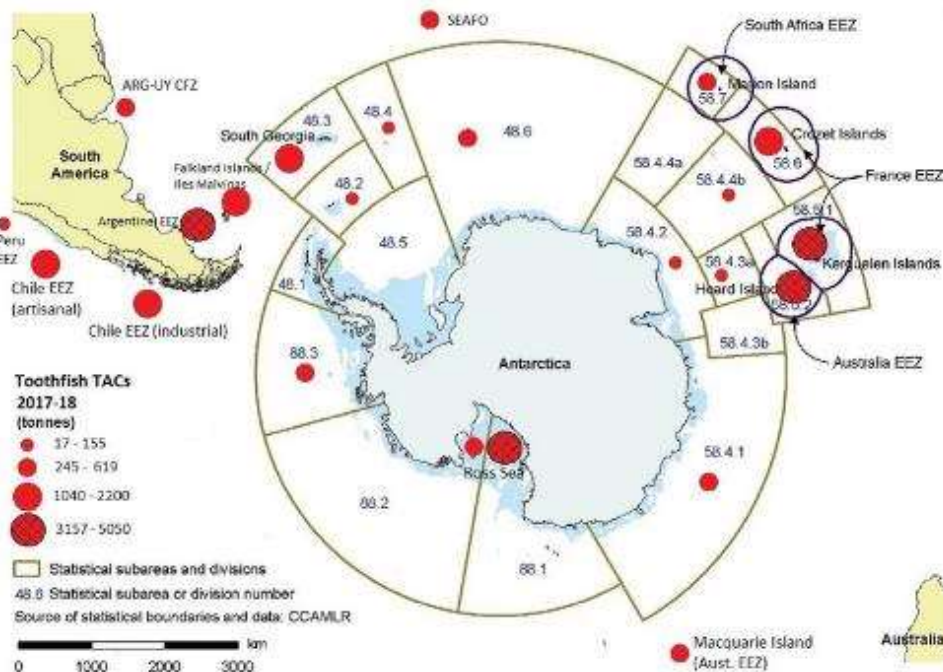 SEAFO
South Africa EEZ
ARG-UY CFZ
Marion Island
58.7
48.3
48.4
48.6
South Georgia
Crozet Islands
South
America
58.6
58.4.4a
Falkland Islands /
Iles Malvinas
48.2
58.4.4b
France EEZ
Argentinel EEZ
58.5.1
58.4.2
48.5
Peru
EEZ
58.4.3a
Kerguelen Islands
Heard Island
48.1
58.5.2
Chile EEZ
(artisanal)
Chile EEZ (industrial)
58.4.3b
88.3
Antarctica
Australia EEZ
Toothfish TACs
2017-18
(tonnes)
17 - 155
245 - 619
1040 - 2200
3157 - 5050
58.4.1
Ross Sea
88.2
88.1
Statistical subareas and divisions
48.6 Statistical subarea or division number
Source of statistical boundaries and data: CCAMLR
km
0 1000 2000 3000
Macquarie Island
(Aust. EEZ)
Australia